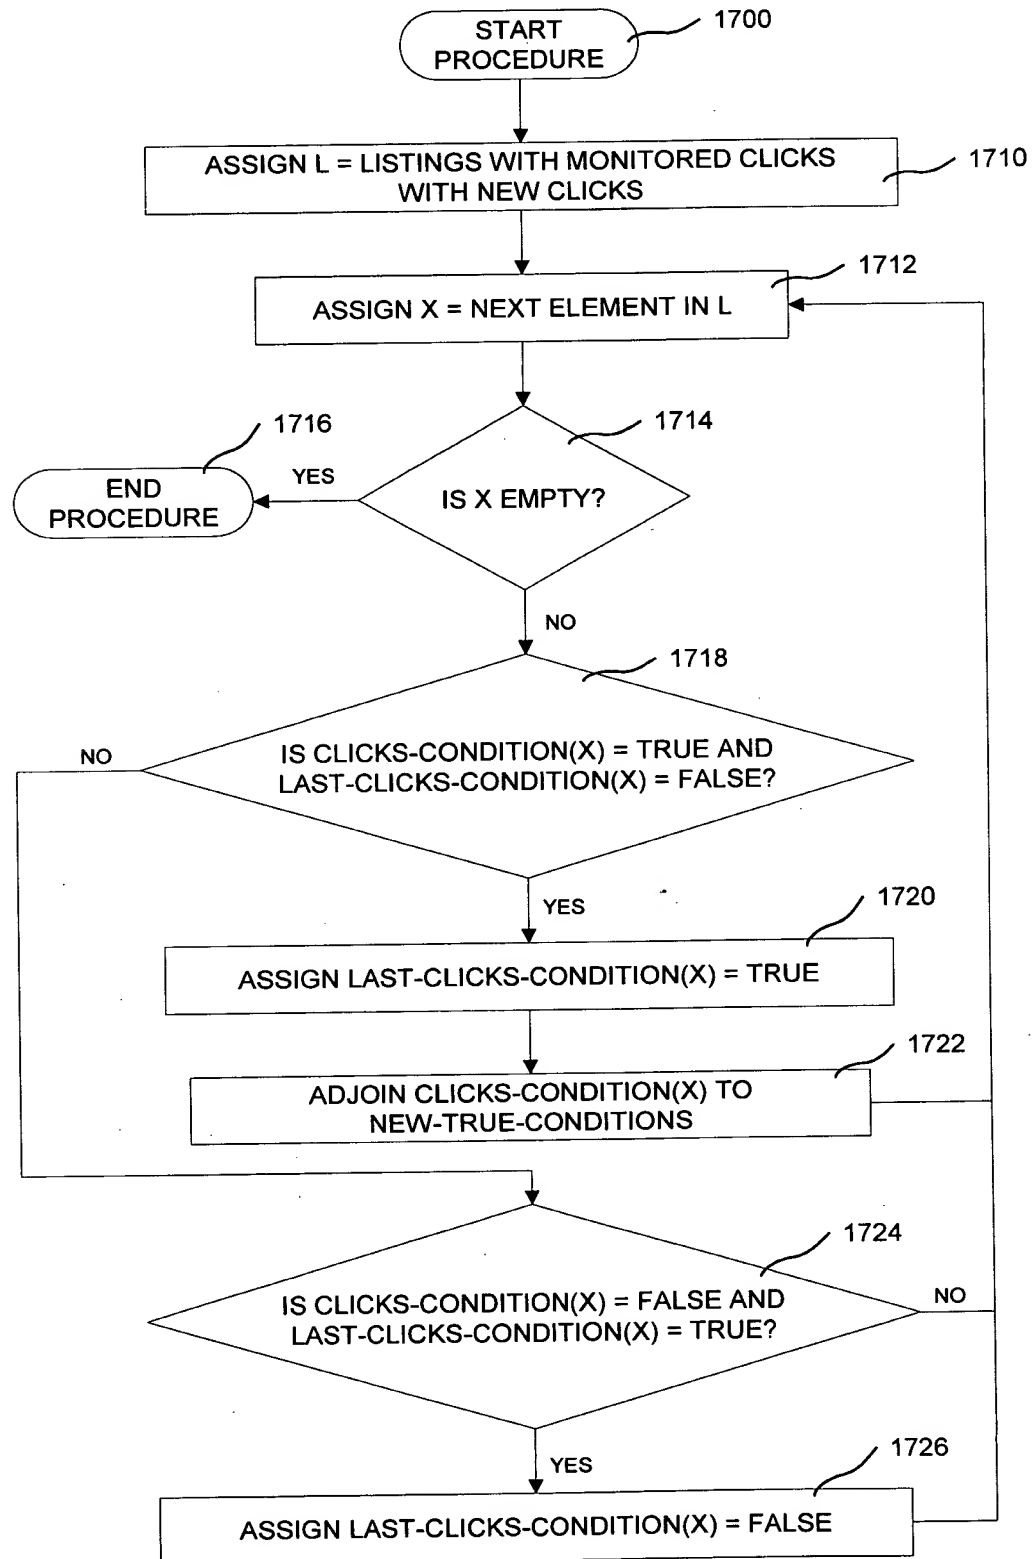 START
PROCEDURE
1700
ASSIGN L = LISTINGS WITH MONITORED CLICKS
WITH NEW CLICKS
1710
1712
ASSIGN X = NEXT ELEMENT IN L
1716
1714
YES
END
PROCEDURE
IS X EMPTY?
NO
1718
NO
IS CLICKS-CONDITION(X) = TRUE AND
LAST-CLICKS-CONDITION(X) = FALSE?
YES
1720
ASSIGN LAST-CLICKS-CONDITION(X) = TRUE
1722
ADJOIN CLICKS-CONDITION(X) TO
NEW-TRUE-CONDITIONS
1724
IS CLICKS-CONDITION(X) = FALSE AND
LAST-CLICKS-CONDITION(X) = TRUE?
NO
YES
1726
ASSIGN LAST-CLICKS-CONDITION(X) = FALSE